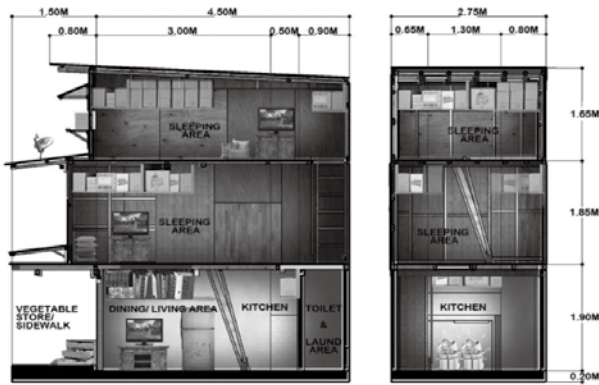 1.50M 4.50M
0.80M 3.00M 0.50M 0.90M
2.75M
0.65M 1.30M 0.80M
SLEEPING
AREA
SLEEPING
AREA
VEGETABLE
STORE/
SIDEWALK
DINING/ LIVING AREA
KITCHEN
TOILET
&
LAUND
AREA
SLEEPING
AREA
SLEEPING
AREA
KITCHEN
1.65M
1.85M
1.90M
0.20M